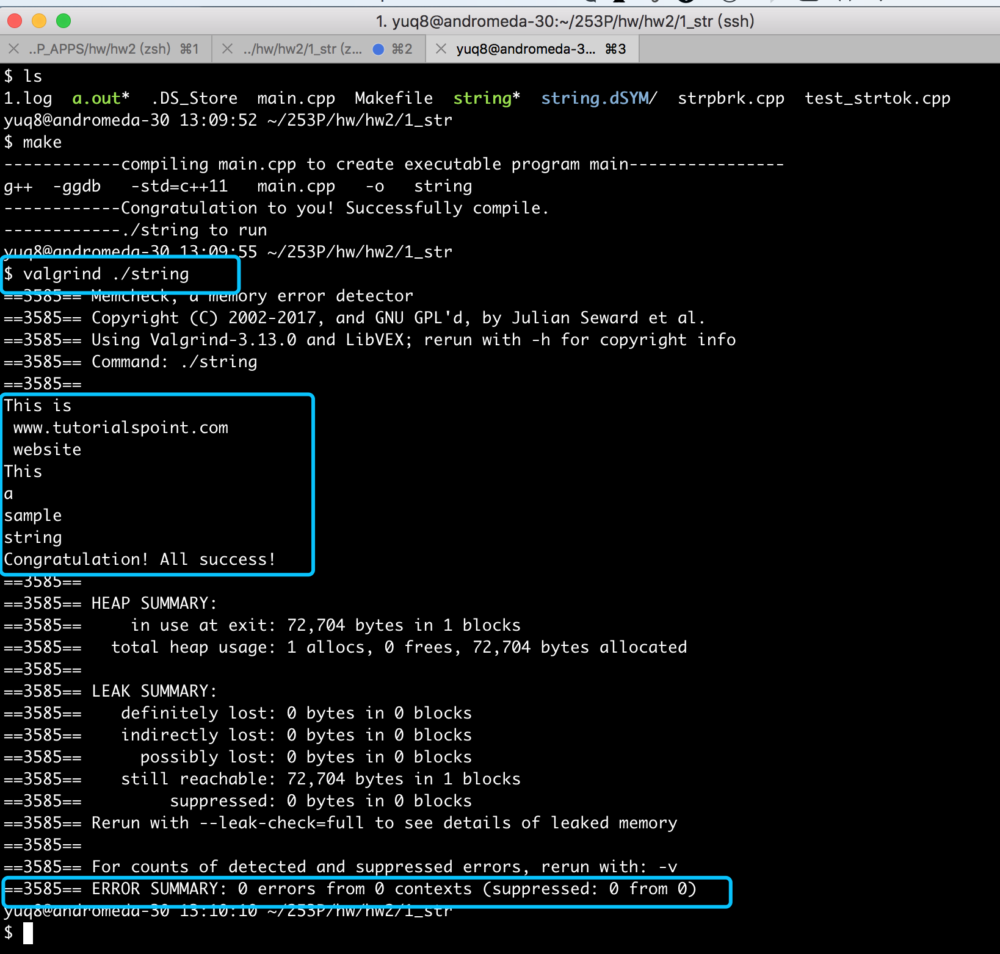 1. yuq8@andromeda-30:~/253P/hw/hw2/1_str (ssh)
..P_APPS/hw/hw2 (zsh) ⌘1 ../hw/hw2/1_str (z... ⌘2 yuq8@andromeda-3... ⌘3
$ ls
1.log  a.out*  .DS_Store  main.cpp  Makefile  string*  string.dSYM/  strpbrk.cpp  test_strtok.cpp
yuq8@andromeda-30 13:09:52 ~/253P/hw/hw2/1_str
$ make
------------compiling main.cpp to create executable program main----------------
g++  -ggdb   -std=c++11   main.cpp   -o   string
------------Congratulation to you! Successfully compile.
------------./string to run
yuq8@andromeda-30 13:09:55 ~/253P/hw/hw2/1_str
$ valgrind ./string
==3585== Memcheck, a memory error detector
==3585== Copyright (C) 2002-2017, and GNU GPL'd, by Julian Seward et al.
==3585== Using Valgrind-3.13.0 and LibVEX; rerun with -h for copyright info
==3585== Command: ./string
==3585==
This is
 www.tutorialspoint.com
 website
This
a
sample
string
Congratulation! All success!
==3585==
==3585== HEAP SUMMARY:
==3585==     in use at exit: 72,704 bytes in 1 blocks
==3585==   total heap usage: 1 allocs, 0 frees, 72,704 bytes allocated
==3585==
==3585== LEAK SUMMARY:
==3585==    definitely lost: 0 bytes in 0 blocks
==3585==    indirectly lost: 0 bytes in 0 blocks
==3585==      possibly lost: 0 bytes in 0 blocks
==3585==    still reachable: 72,704 bytes in 1 blocks
==3585==         suppressed: 0 bytes in 0 blocks
==3585== Rerun with --leak-check=full to see details of leaked memory
==3585==
==3585== For counts of detected and suppressed errors, rerun with: -v
==3585== ERROR SUMMARY: 0 errors from 0 contexts (suppressed: 0 from 0)
yuq8@andromeda-30 13:10:10 ~/253P/hw/hw2/1_str
$